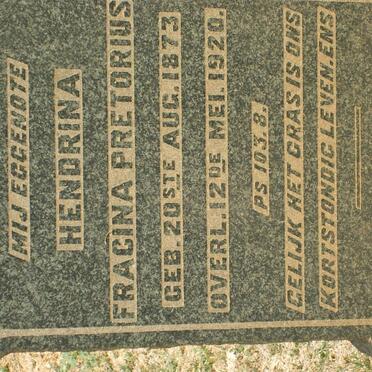 MIJ EGGENOTE
HENDRINA
FRAGINA PRETORIUS
GEB. 20STE AUG. 1873
OVERL. 12DE MEI. 1920.
PS 103.8.
GELIJK HET GRAS IS ONS
KORTSTONDIG LEVEN. ENS